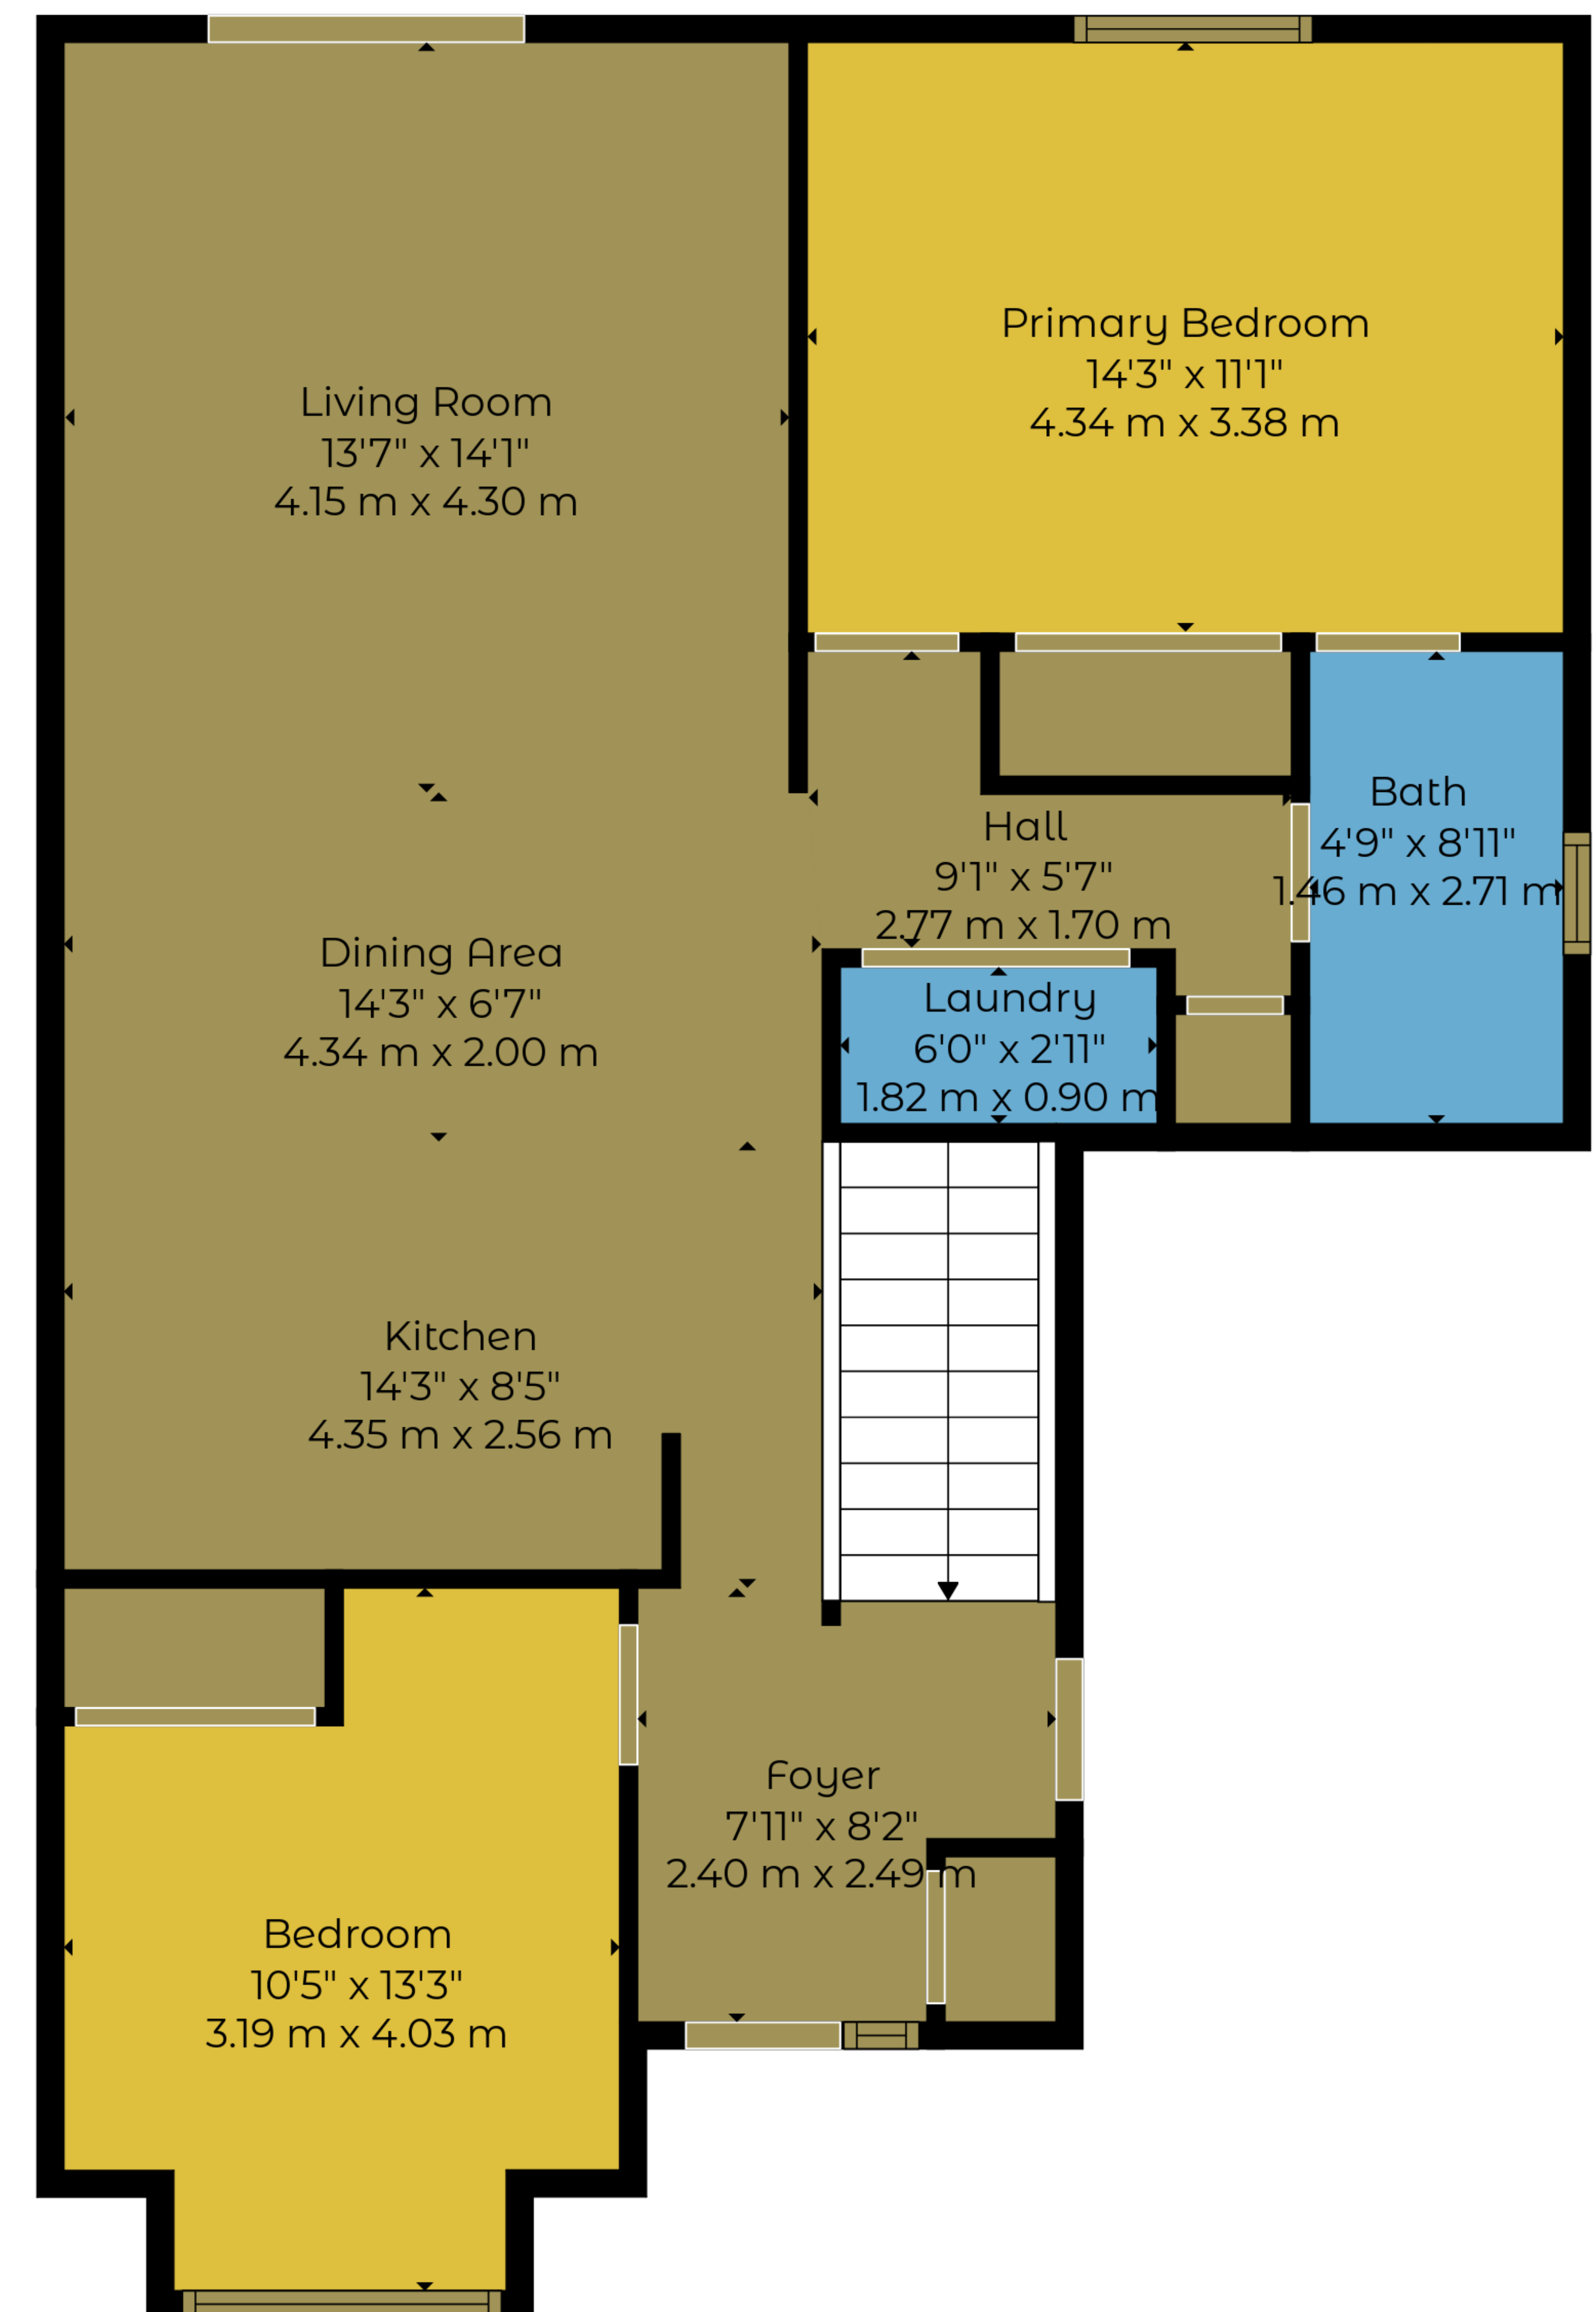 Primary Bedroom
14'3" x 11'1"
4.34 m x 3.38 m
Living Room
13'7" x 14'1"
4.15 m x 4.30 m
Bath
4'9" x 8'11"
1.46 m x 2.71 m
Hall
9'1" x 5'7"
2.77 m x 1.70 m
Dining Area
14'3" x 6'7"
4.34 m x 2.00 m
Laundry
6'0" x 2'11"
1.82 m x 0.90 m
Kitchen
14'3" x 8'5"
4.35 m x 2.56 m
Foyer
7'11" x 8'2"
2.40 m x 2.49 m
Bedroom
10'5" x 13'3"
3.19 m x 4.03 m